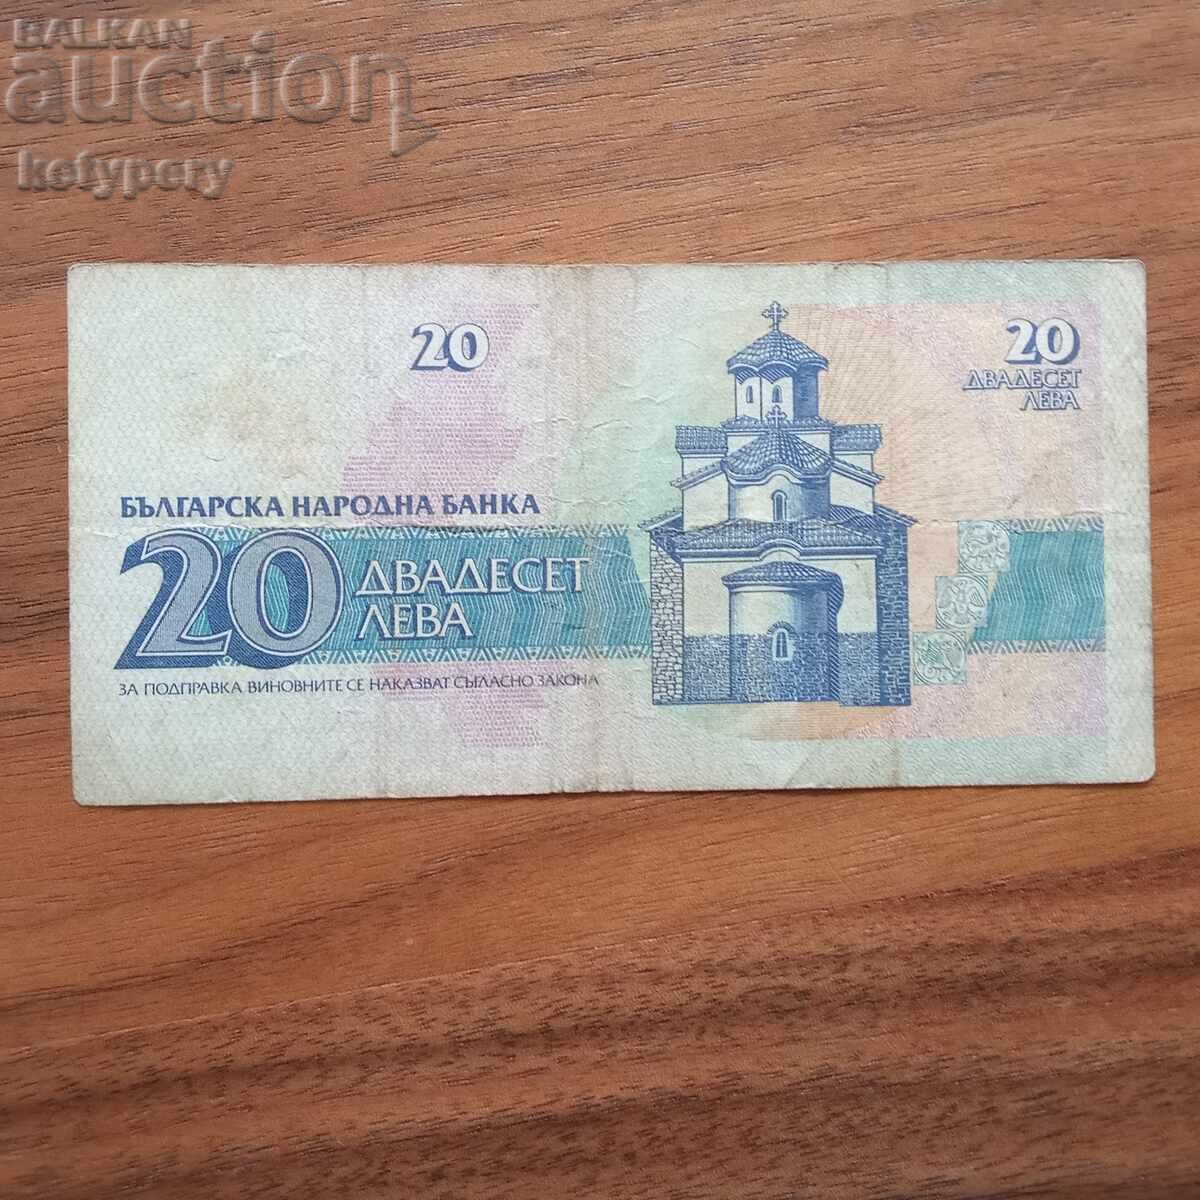 BALKAN
auction
ketypery
20
20
ДВАДЕСЕТ
ЛЕВА
БЪЛГАРСКА НАРОДНА БАНКА
20 ДВАДЕСЕТ
ЛЕВА
ЗА ПОДПРАВКА ВИНОВНИТЕ СЕ НАКАЗВАТ СЪГЛАСНО ЗАКОНА